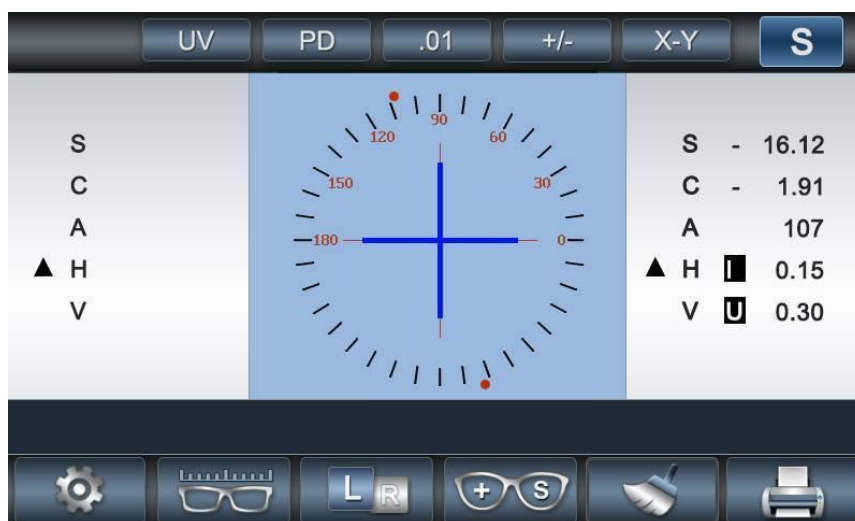 UV PD .01 +/- X-Y S
90
120 60
150 30
180 0
S
C
A
▲ H
V
S - 16.12
C - 1.91
A 107
▲ H I 0.15
V U 0.30
L R + S